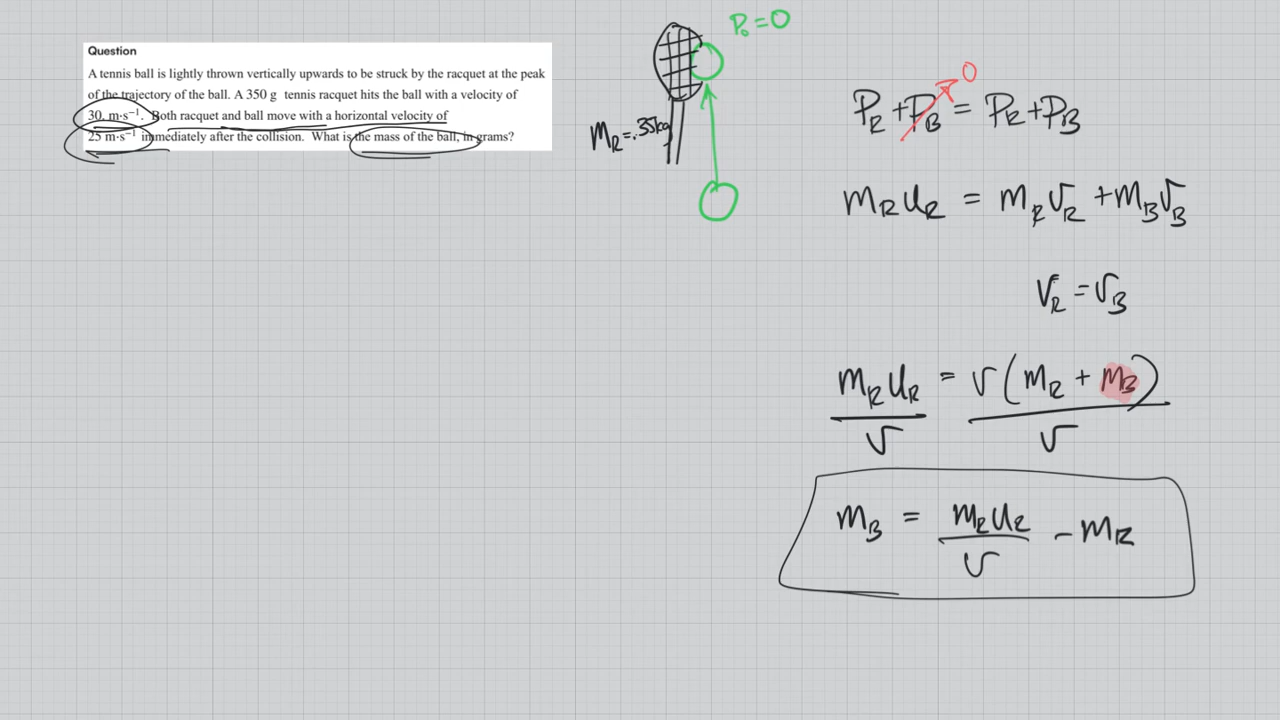 Question
A tennis ball is lightly thrown vertically upwards to be struck by the racquet at the peak
of the trajectory of the ball. A 350 g tennis racquet hits the ball with a velocity of
30. m·s⁻¹. Both racquet and ball move with a horizontal velocity of
25 m·s⁻¹ immediately after the collision. What is the mass of the ball, in grams?
P₀ = 0
m_R = .35kg
P_R + P_B = P_R + P_B
0
m_R u_R = m_R v_R + m_B v_B
v_R = v_B
m_R u_R / v = v(m_R + m_B) / v
m_B = m_R u_R / v - m_R